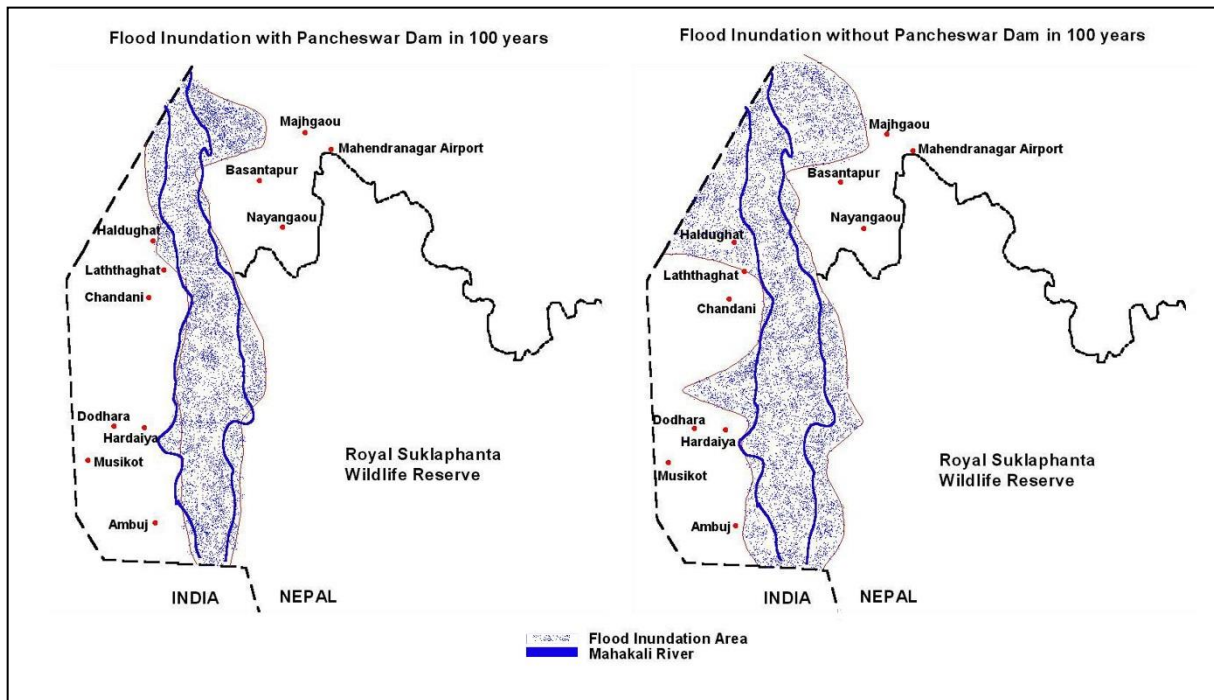 Flood Inundation with Pancheswar Dam in 100 years
Majhgaou
Mahendranagar Airport
Basantapur
Nayangaou
Haldughat
Laththaghat
Chandani
Dodhara
Hardaiya
Musikot
Royal Suklaphanta
Wildlife Reserve
Ambuj
INDIA
NEPAL
Flood Inundation without Pancheswar Dam in 100 years
Majhgaou
Mahendranagar Airport
Basantapur
Nayangaou
Haldughat
Laththaghat
Chandani
Dodhara
Hardaiya
Musikot
Royal Suklaphanta
Wildlife Reserve
Ambuj
INDIA
NEPAL
Flood Inundation Area
Mahakali River